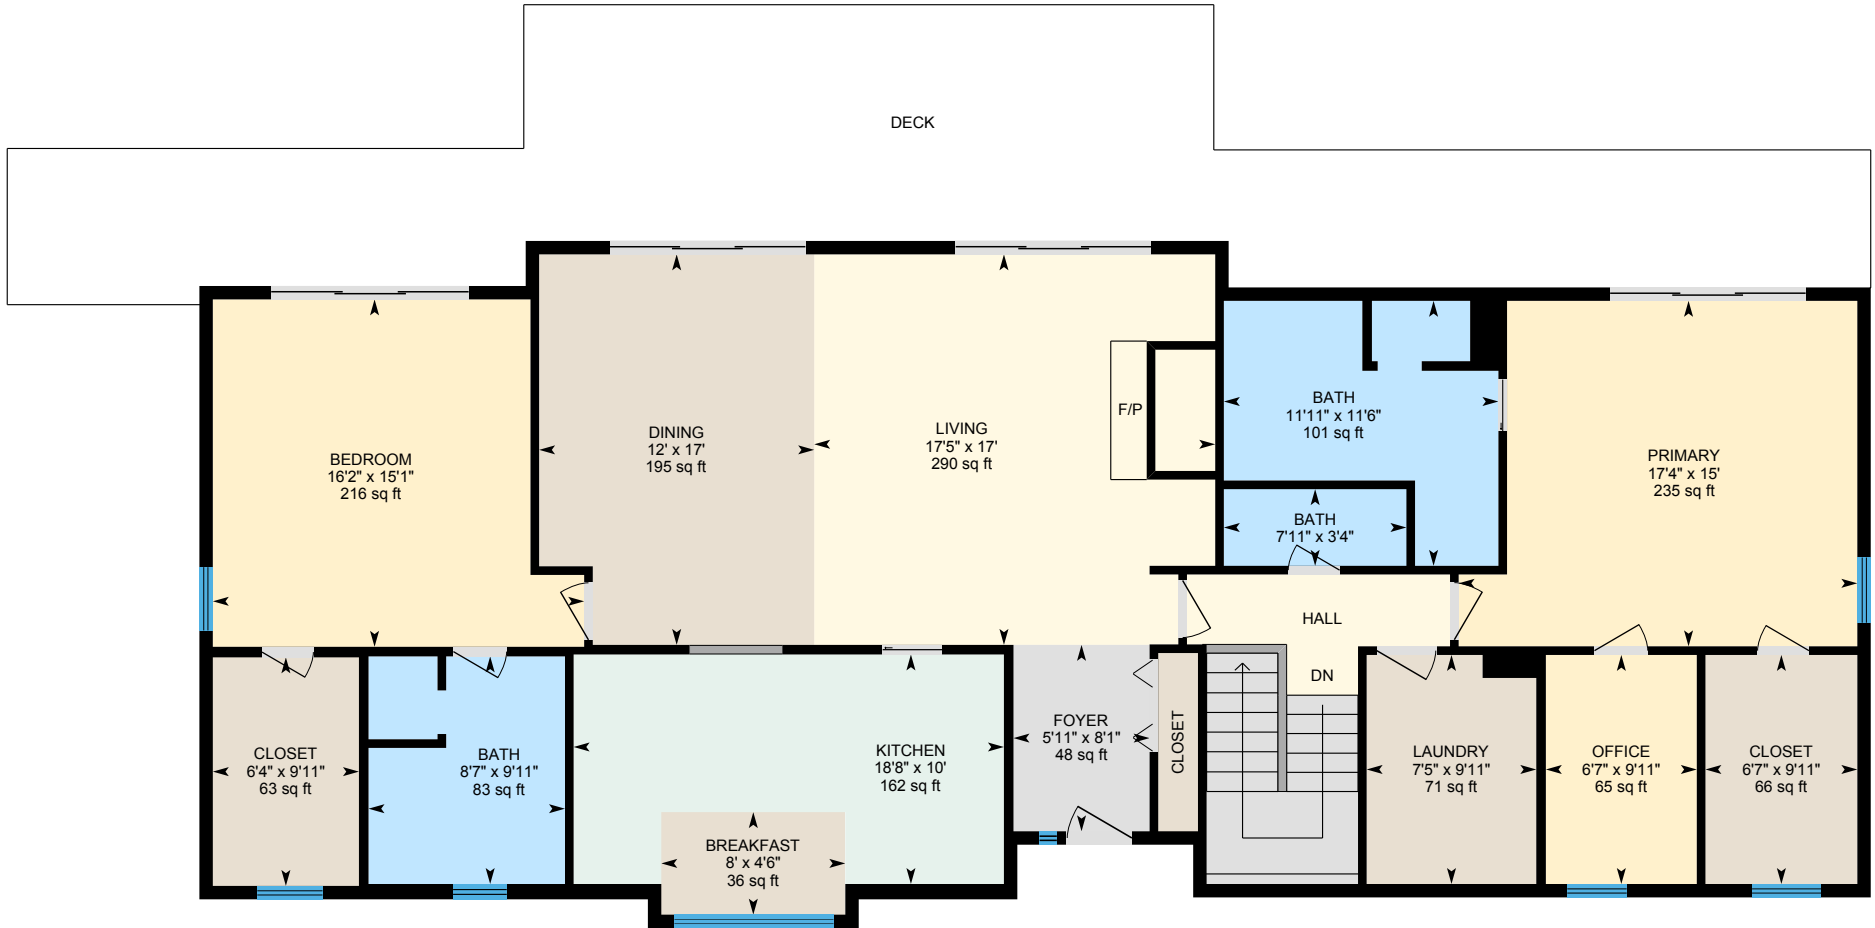 DECK
BEDROOM
16'2" x 15'1"
216 sq ft
DINING
12' x 17'
195 sq ft
LIVING
17'5" x 17'
290 sq ft
F/P
BATH
11'11" x 11'6"
101 sq ft
PRIMARY
17'4" x 15'
235 sq ft
BATH
7'11" x 3'4"
HALL
DN
CLOSET
6'4" x 9'11"
63 sq ft
BATH
8'7" x 9'11"
83 sq ft
KITCHEN
18'8" x 10'
162 sq ft
BREAKFAST
8' x 4'6"
36 sq ft
FOYER
5'11" x 8'1"
48 sq ft
CLOSET
LAUNDRY
7'5" x 9'11"
71 sq ft
OFFICE
6'7" x 9'11"
65 sq ft
CLOSET
6'7" x 9'11"
66 sq ft